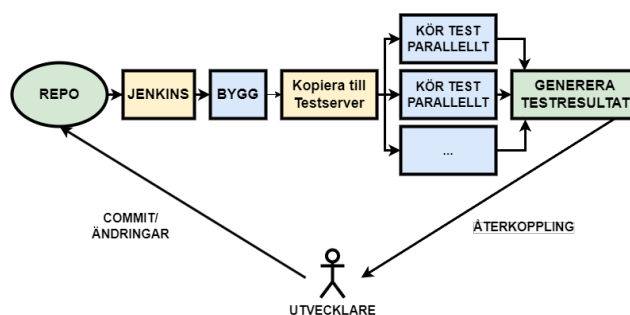 KÖR TEST
PARALLELLT
REPO
JENKINS
BYGG
Kopiera till
Testserver
KÖR TEST
PARALLELLT
GENERERA
TESTRESULTAT
...
COMMIT/
ÄNDRINGAR
ÅTERKOPPLING
UTVECKLARE